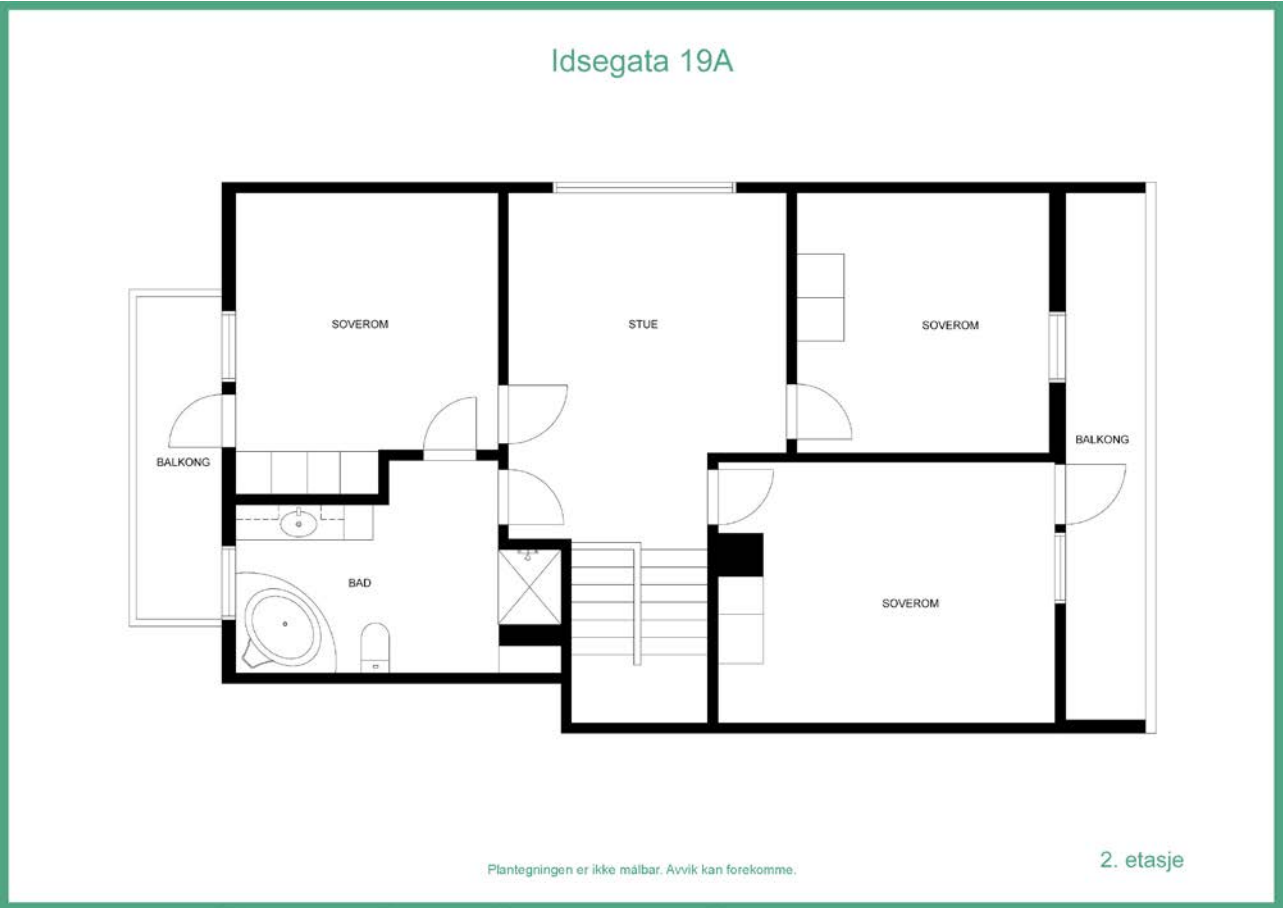 Idsegata 19A
SOVEROM
STUE
SOVEROM
BALKONG
BALKONG
BAD
SOVEROM
2. etasje
Plantegningen er ikke målbar. Avvik kan forekomme.